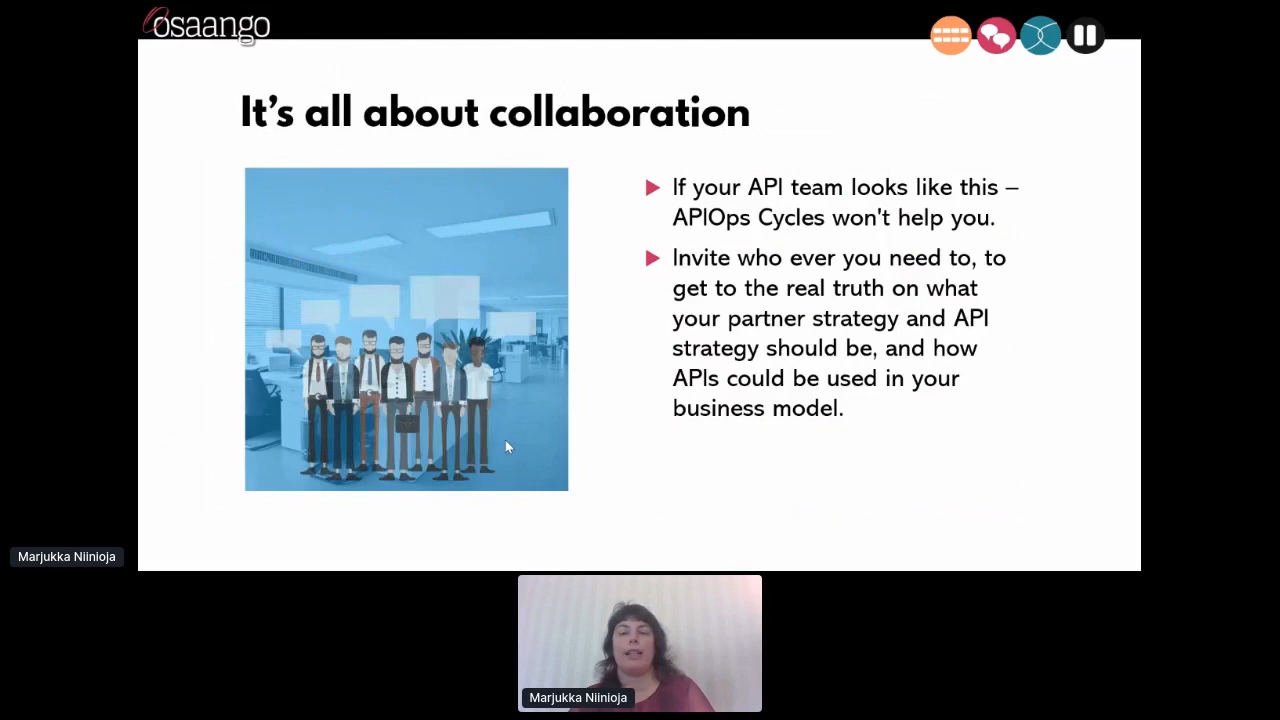 Osaango
It's all about collaboration
If your API team looks like this –
APIOps Cycles won't help you.
Invite who ever you need to, to
get to the real truth on what
your partner strategy and API
strategy should be, and how
APIs could be used in your
business model.
Marjukka Niinioja
Marjukka Niinioja